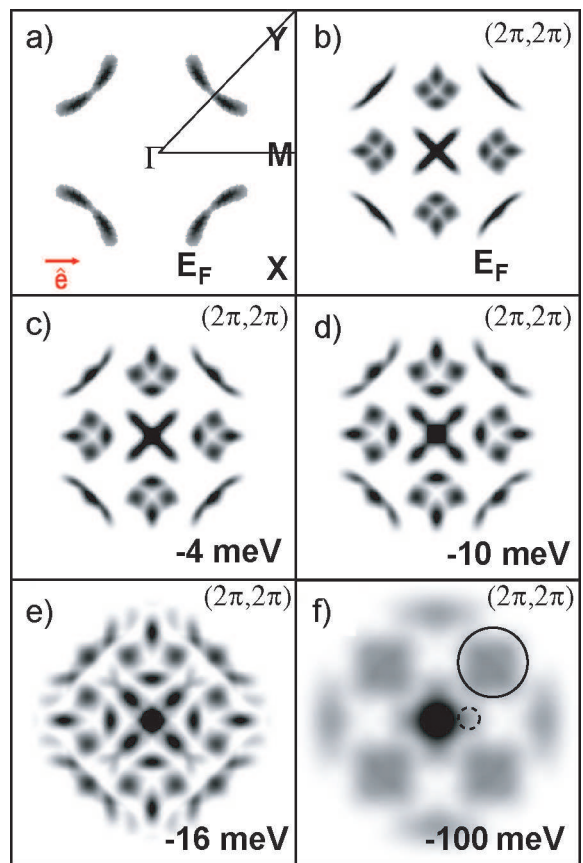 a)
Y
Γ
M
ê
E_F
X
b)
(2π,2π)
E_F
c)
(2π,2π)
-4 meV
d)
(2π,2π)
-10 meV
e)
(2π,2π)
-16 meV
f)
(2π,2π)
-100 meV